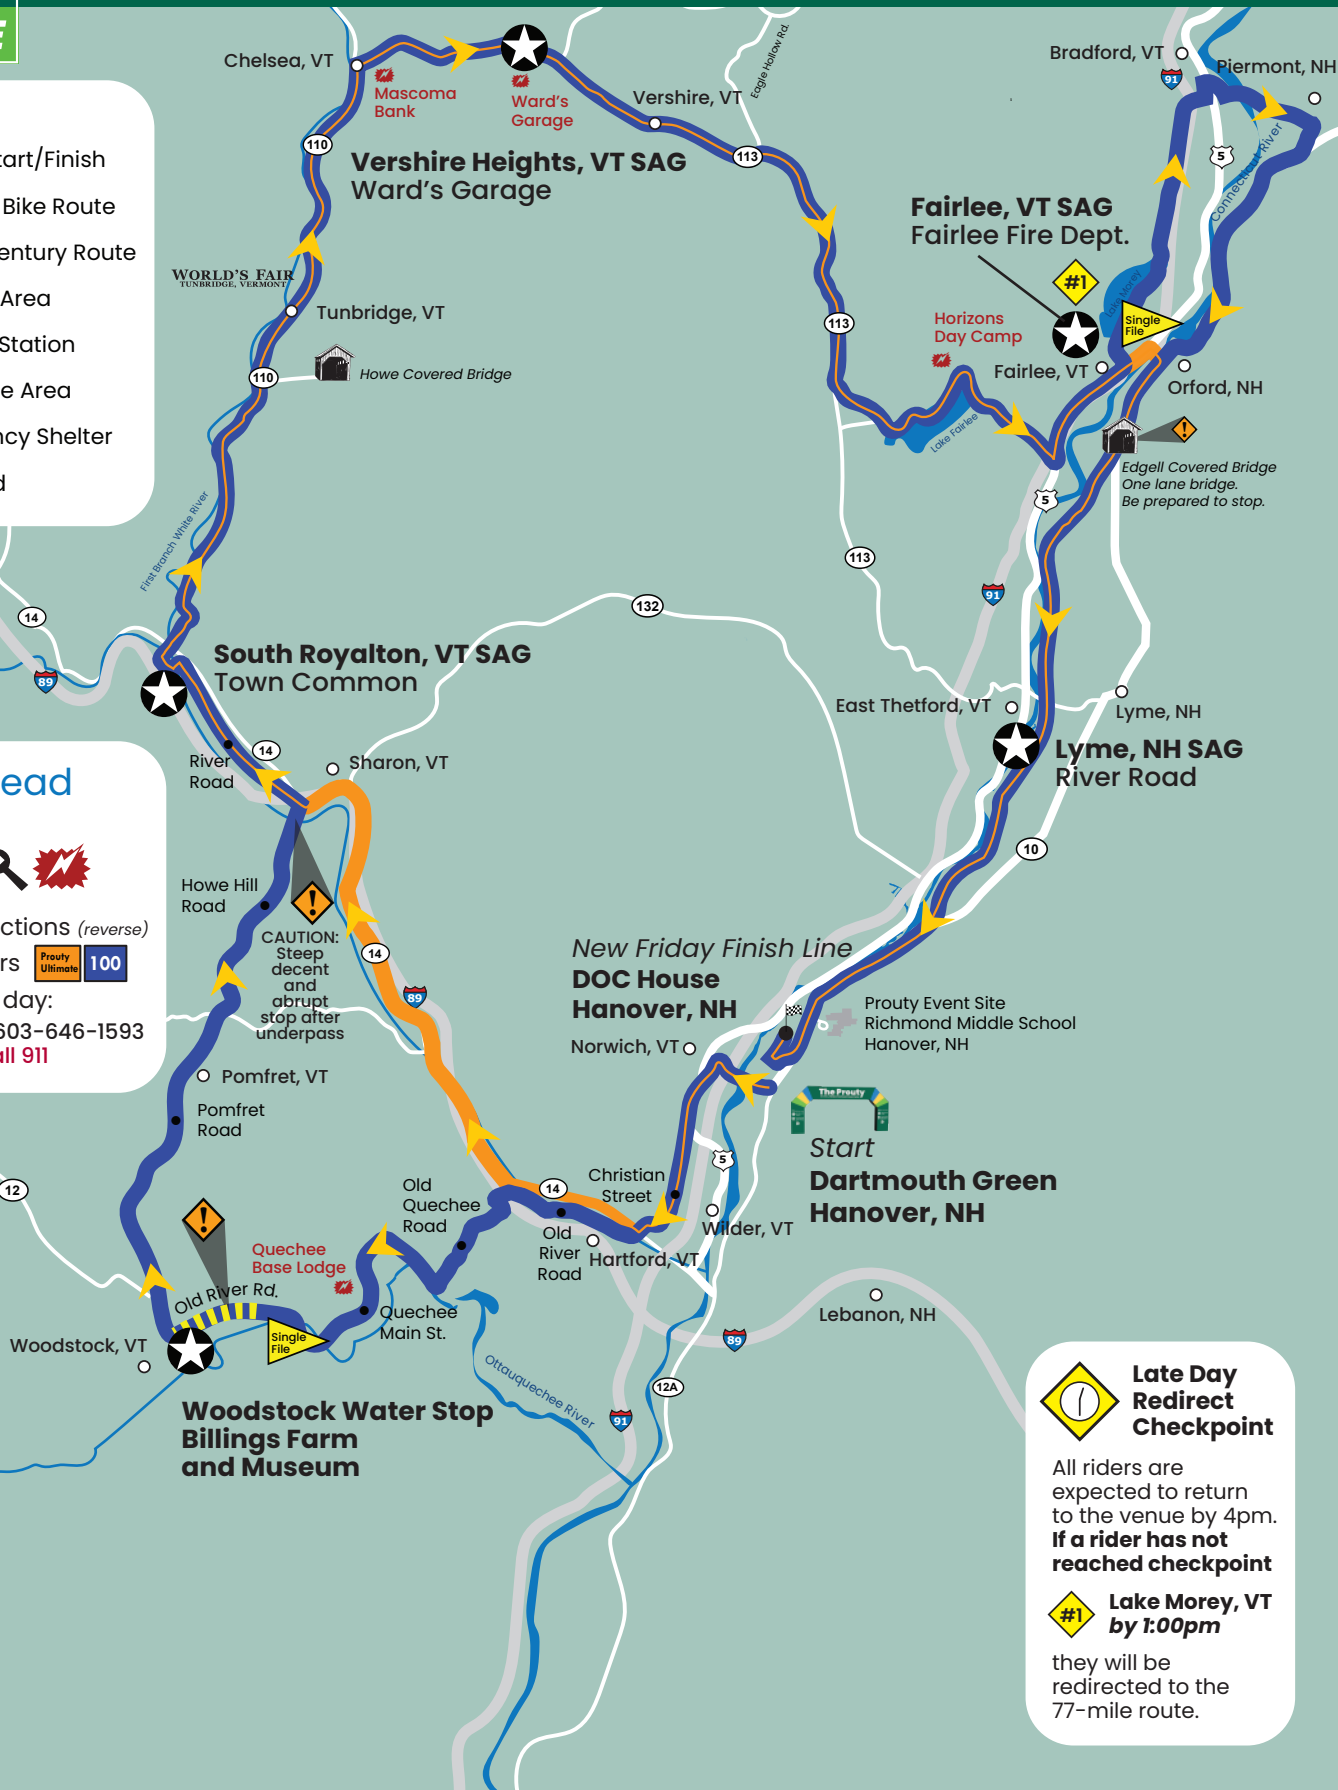 E
Start/Finish
Bike Route
Century Route
Area
Station
Area
Shelter
Chelsea, VT
Mascoma
Bank
Ward's
Garage
Vershire, VT
Eagle Hollow Rd.
Bradford, VT
91
Piermont, NH
5
Connecticut River
110
Vershire Heights, VT SAG
Ward's Garage
113
Fairlee, VT SAG
Fairlee Fire Dept.
#1
Lake Morey
WORLD'S FAIR
TUNBRIDGE, VERMONT
Tunbridge, VT
113
Horizons
Day Camp
Single
File
Fairlee, VT
Orford, NH
110
Howe Covered Bridge
Lake Fairlee
!
Edgell Covered Bridge
One lane bridge.
Be prepared to stop.
5
First Branch White River
113
91
14
132
89
South Royalton, VT SAG
Town Common
East Thetford, VT
Lyme, NH
Lyme, NH SAG
River Road
River
Road
14
Sharon, VT
10
(reverse)
Prouty
Ultimate
100
day:
603-646-1593
911
Howe Hill
Road
!
CAUTION:
Steep
decent
and
abrupt
stop after
underpass
14
89
New Friday Finish Line
DOC House
Hanover, NH
Prouty Event Site
Richmond Middle School
Hanover, NH
Norwich, VT
Pomfret, VT
Pomfret
Road
The Prouty
Start
Dartmouth Green
Hanover, NH
5
12
Christian
Street
14
Old
Quechee
Road
Wilder, VT
Old
River
Road
Hartford, VT
!
Quechee
Base Lodge
Old River Rd.
Single
File
Quechee
Main St.
Lebanon, NH
89
Woodstock, VT
Ottauquechee River
12A
91
Woodstock Water Stop
Billings Farm
and Museum
Late Day
Redirect
Checkpoint
All riders are
expected to return
to the venue by 4pm.
If a rider has not
reached checkpoint
#1
Lake Morey, VT
by 1:00pm
they will be
redirected to the
77-mile route.